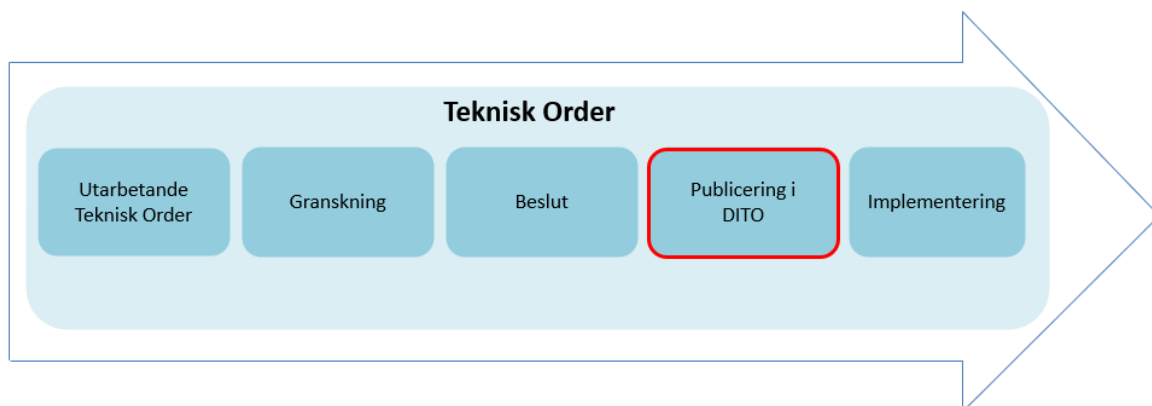 Teknisk Order
Utarbetande
Teknisk Order
Granskning
Beslut
Publicering i
DITO
Implementering